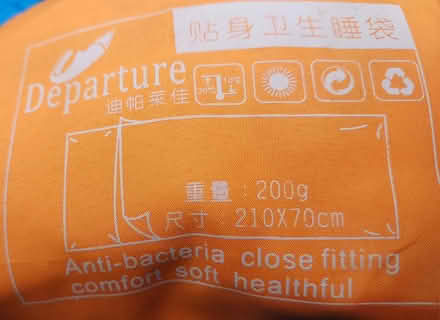 贴身卫生睡袋
Departure
迪帕莱佳
重量:200g
尺寸:210X70cm
Anti-bacteria close fitting
comfort soft healthful